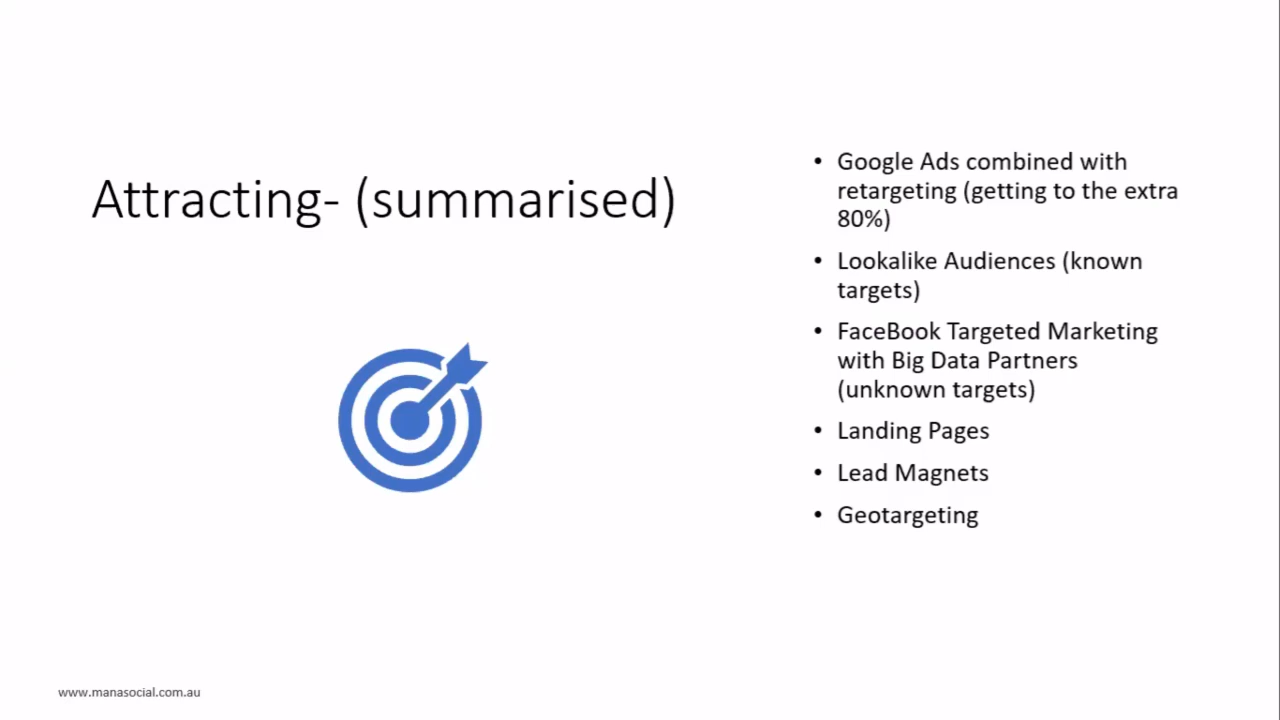 Attracting- (summarised)
• Google Ads combined with
retargeting (getting to the extra
80%)
• Lookalike Audiences (known
targets)
• FaceBook Targeted Marketing
with Big Data Partners
(unknown targets)
• Landing Pages
• Lead Magnets
• Geotargeting
www.manasocial.com.au